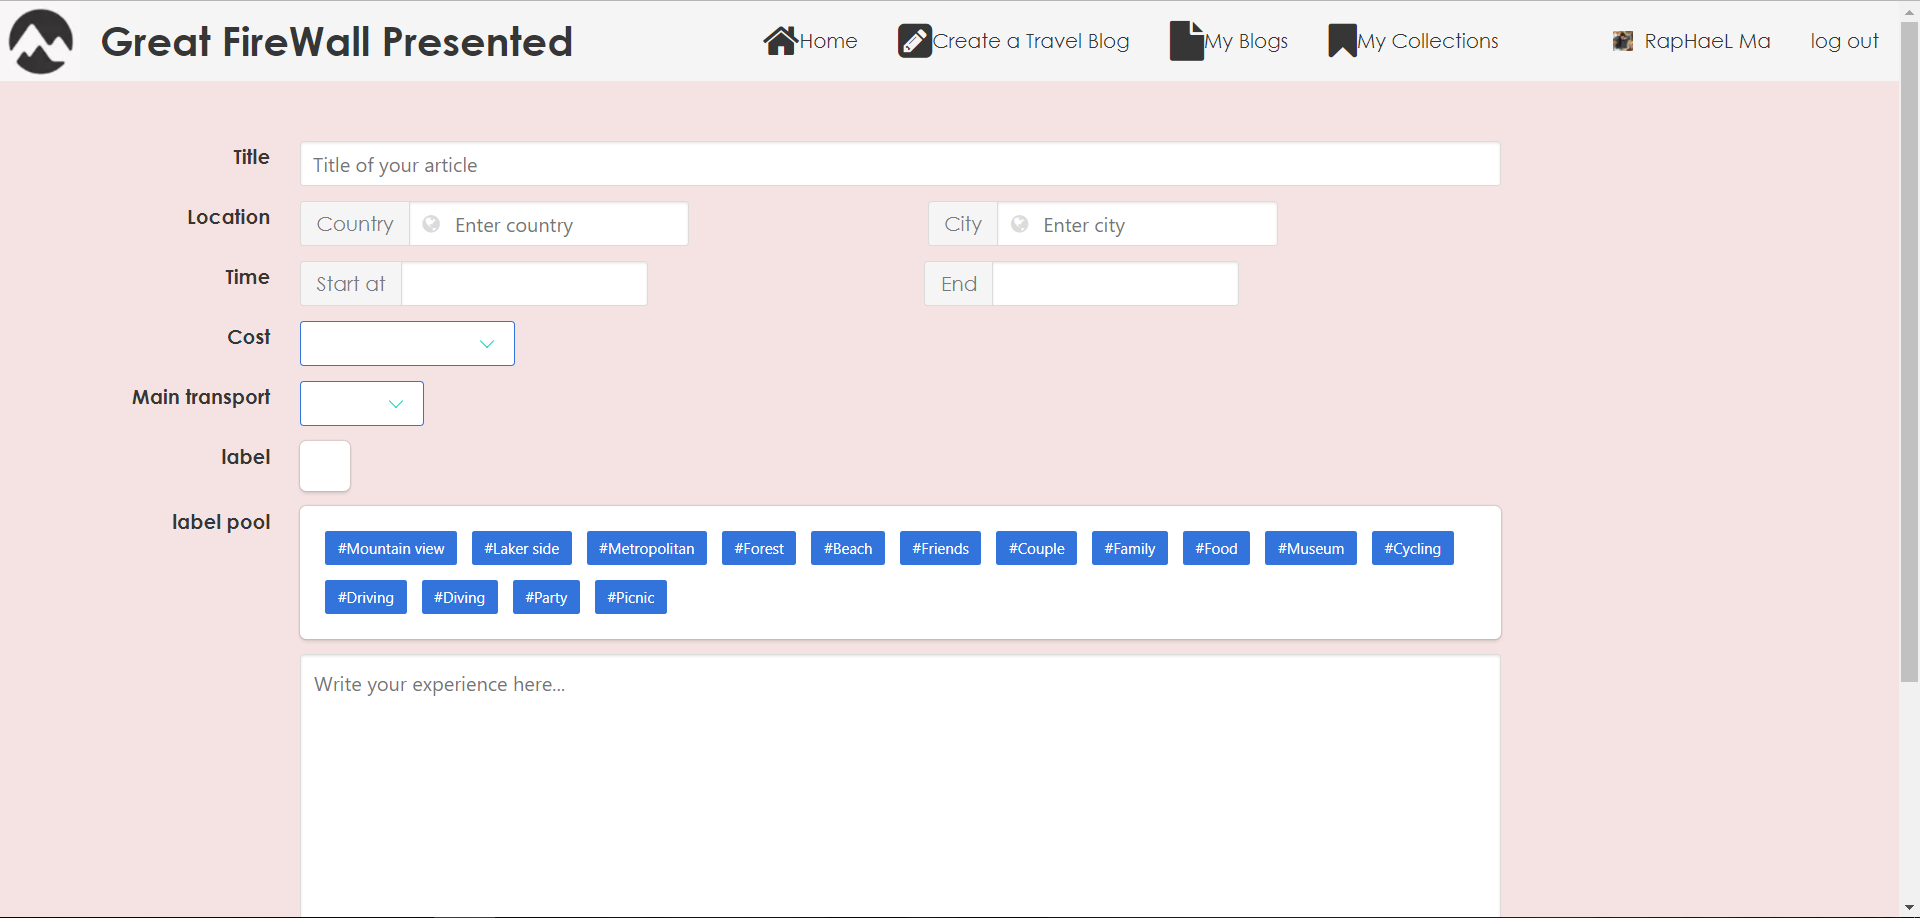 Great FireWall Presented Home Create a Travel Blog My Blogs My Collections RapHaeL Ma log out
Title Title of your article
Location Country Enter country City Enter city
Time Start at End
Cost
Main transport
label
label pool
#Mountain view #Laker side #Metropolitan #Forest #Beach #Friends #Couple #Family #Food #Museum #Cycling
#Driving #Diving #Party #Picnic
Write your experience here...